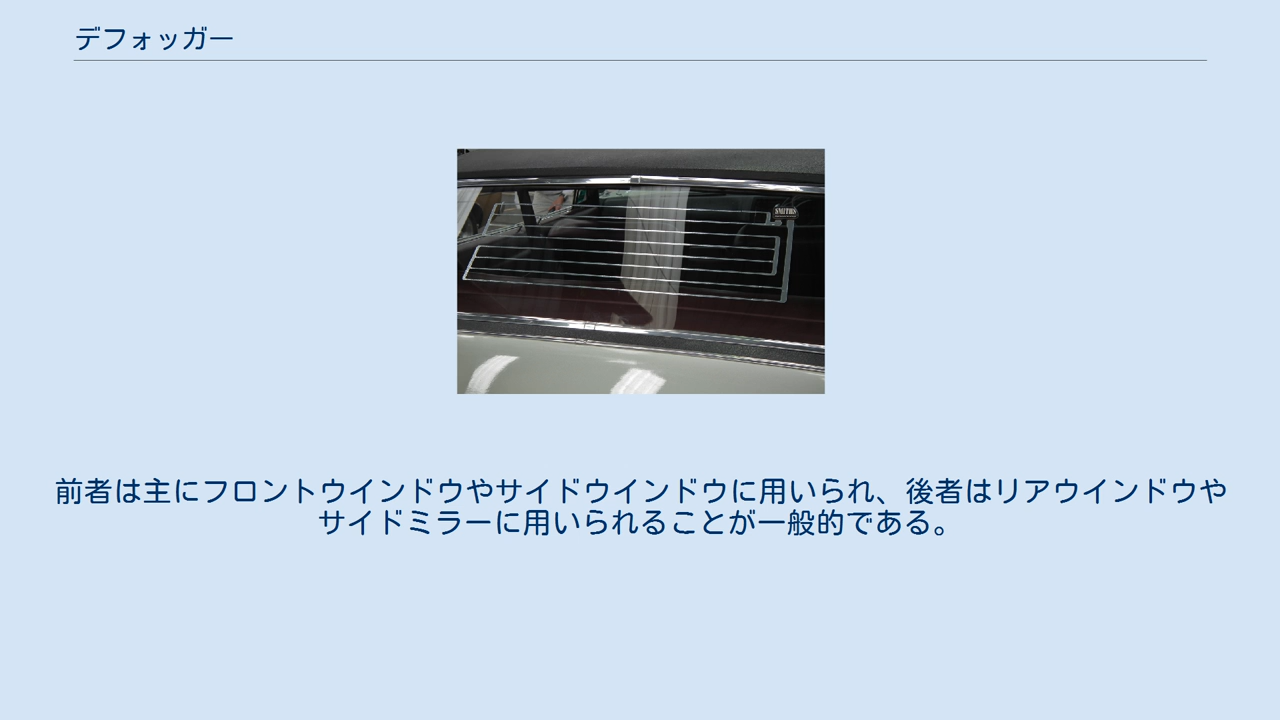 デフォッガー
SMITHS
前者は主にフロントウインドウやサイドウインドウに用いられ、後者はリアウインドウや
サイドミラーに用いられることが一般的である。